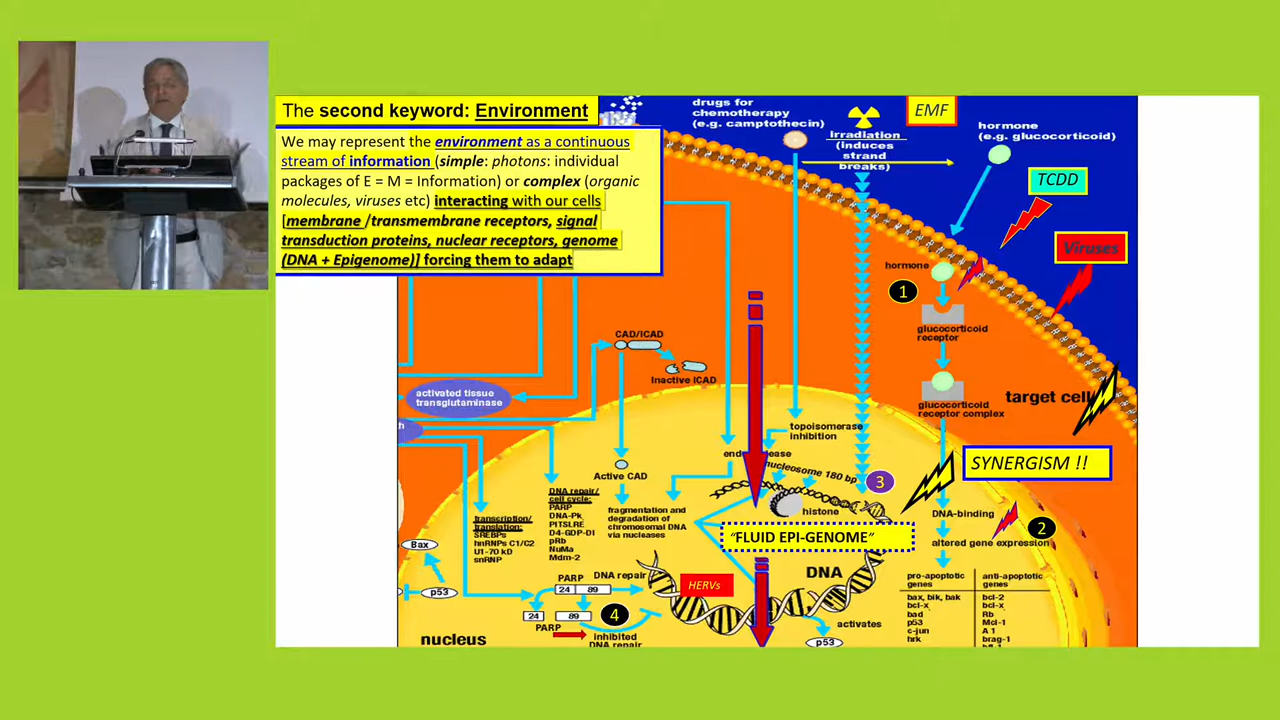 The second keyword: Environment
We may represent the environment as a continuous
stream of information (simple: photons: individual
packages of E = M = Information) or complex (organic
molecules, viruses etc) interacting with our cells
[membrane /transmembrane receptors, signal
transduction proteins, nuclear receptors, genome
(DNA + Epigenome)] forcing them to adapt
drugs for
chemotherapy
(e.g. camptothecin)
Irradiation
(induces
strand
breaks)
EMF
hormone
(e.g. glucocorticoid)
TCDD
Viruses
hormone
1
glucocorticoid
receptor
glucocorticoid
receptor complex
target cell
CAD/ICAD
Inactive ICAD
activated tissue
transglutaminase
topoisomerase
inhibition
nucleosome 180 bp
3
histone
SYNERGISM !!
Active CAD
fragmentation and
degradation of
chromosomal DNA
via nucleases
DNA repair/
cell cycle:
PARP
DNA-Pk
PITSLRE
D4-GDP-DI
pRb
NuMa
Mdm-2
transcription/
translation:
SREBPs
hnRNPs C1/C2
U1-70 kD
snRNP
"FLUID EPI-GENOME"
DNA-binding
2
altered gene expression
Bax
p53
PARP
DNA repair
24 89
24
89
4
PARP
inhibited
DNA repair
HERVs
DNA
activates
p53
pro-apoptotic
genes
bax, bik, bak
bcl-x
bad
p53
c-jun
hrk
anti-apoptotic
genes
bcl-2
bcl-x
Rb
Mcl-1
A 1
brag-1
nucleus